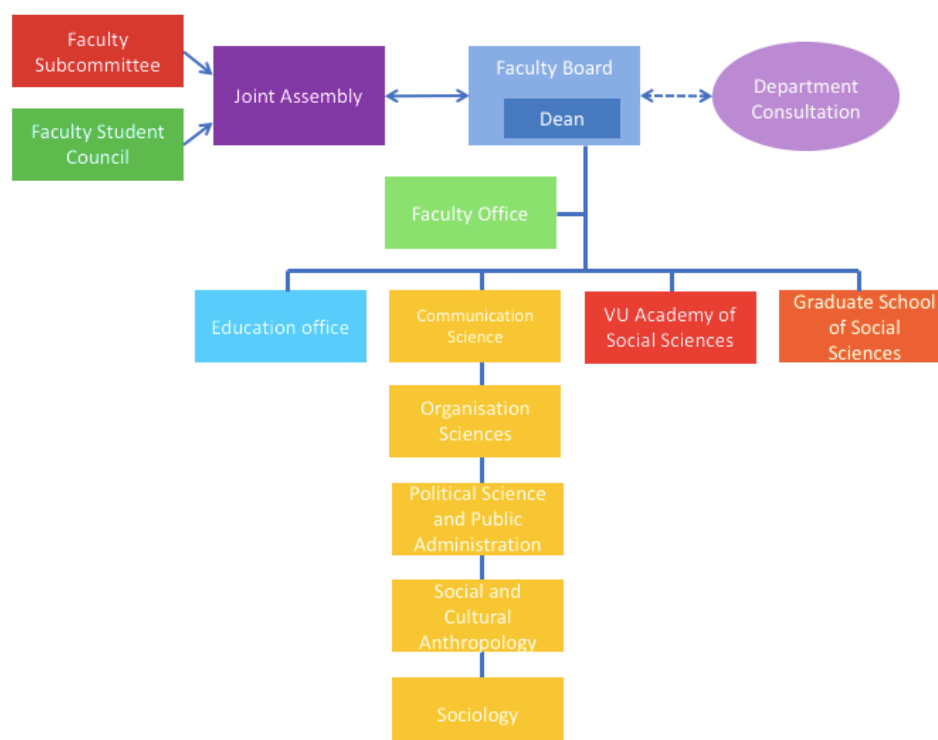 Faculty
Subcommittee
Joint Assembly
Faculty Board
Dean
Department
Consultation
Faculty Student
Council
Faculty Office
Education office
Communication
Science
VU Academy of
Social Sciences
Graduate School
of Social
Sciences
Organisation
Sciences
Political Science
and Public
Administration
Social and
Cultural
Anthropology
Sociology